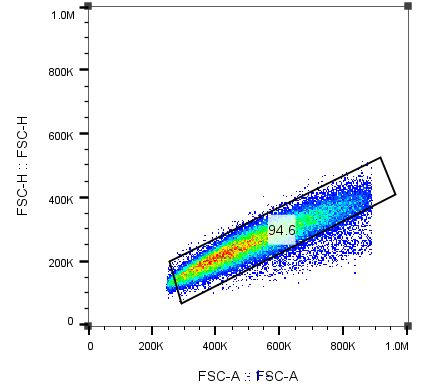 1.0M
800K
600K
400K
200K
0
FSC-H :: FSC-H
94.6
0 200K 400K 600K 800K 1.0M
FSC-A :: FSC-A